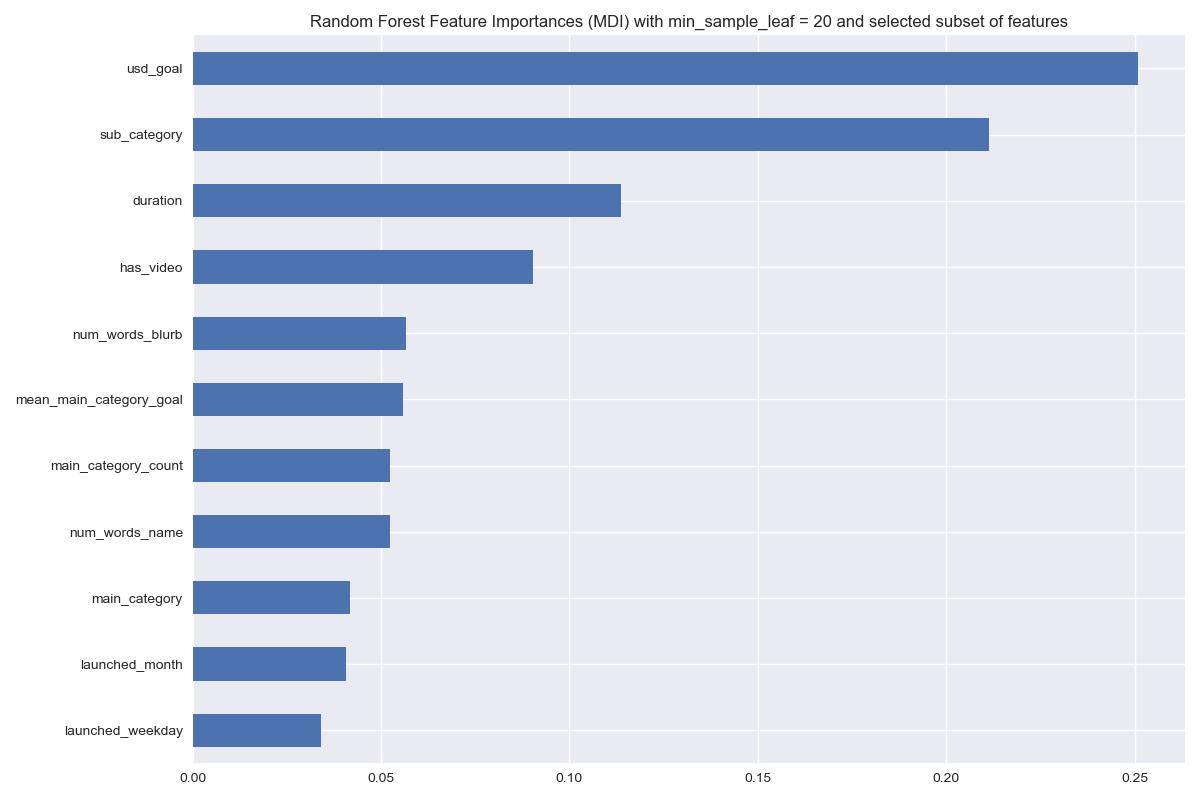 Random Forest Feature Importances (MDI) with min_sample_leaf = 20 and selected subset of features
usd_goal
sub_category
duration
has_video
num_words_blurb
mean_main_category_goal
main_category_count
num_words_name
main_category
launched_month
launched_weekday
0.00 0.05 0.10 0.15 0.20 0.25